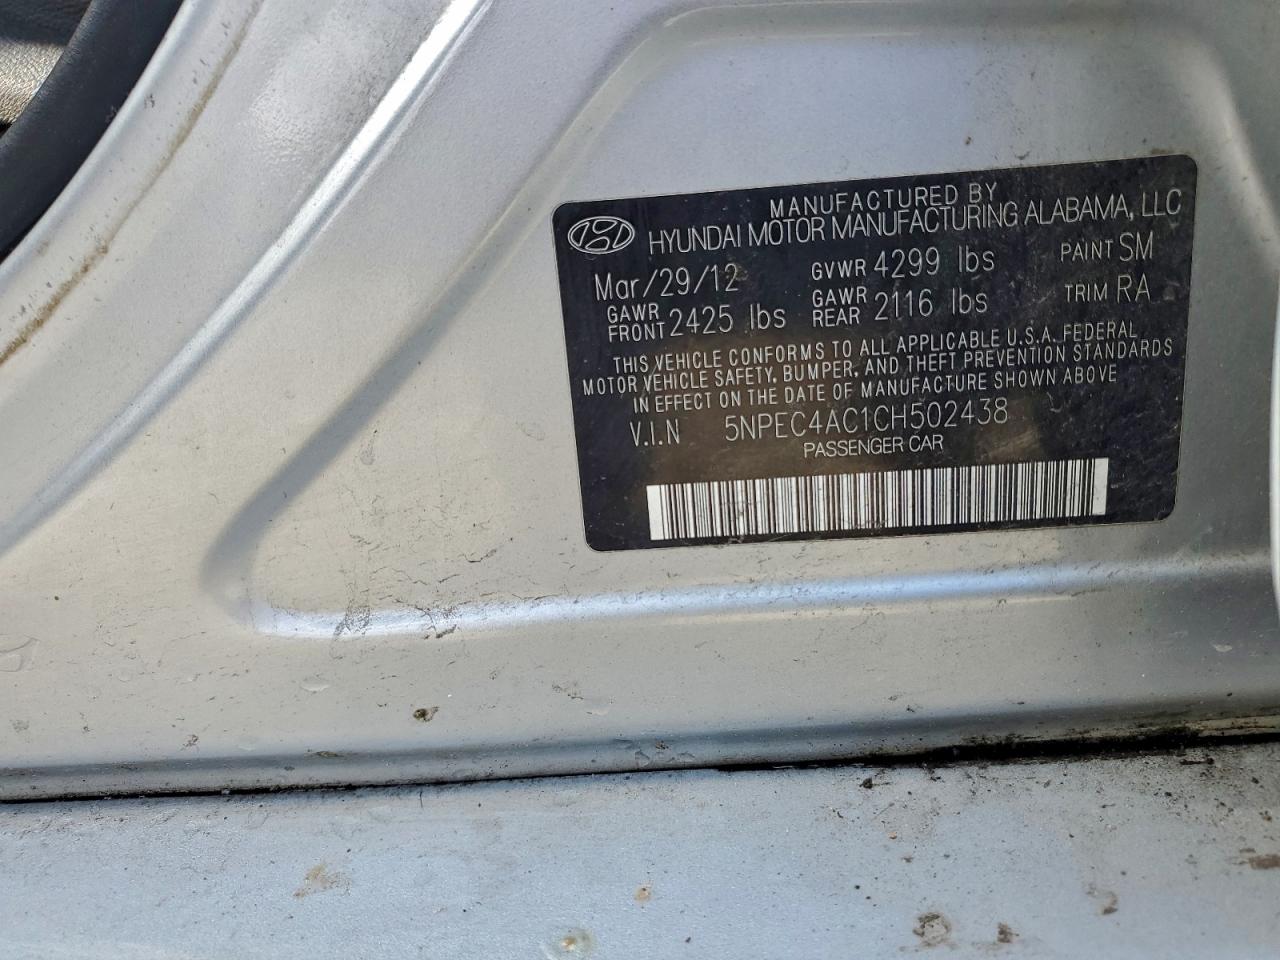 MANUFACTURED BY
HYUNDAI MOTOR MANUFACTURING ALABAMA, LLC
Mar/29/12 GVWR 4299 lbs PAINT SM
GAWR FRONT 2425 lbs GAWR REAR 2116 lbs TRIM RA
THIS VEHICLE CONFORMS TO ALL APPLICABLE U.S.A. FEDERAL
MOTOR VEHICLE SAFETY, BUMPER, AND THEFT PREVENTION STANDARDS
IN EFFECT ON THE DATE OF MANUFACTURE SHOWN ABOVE
V.I.N 5NPEC4AC1CH502438
PASSENGER CAR